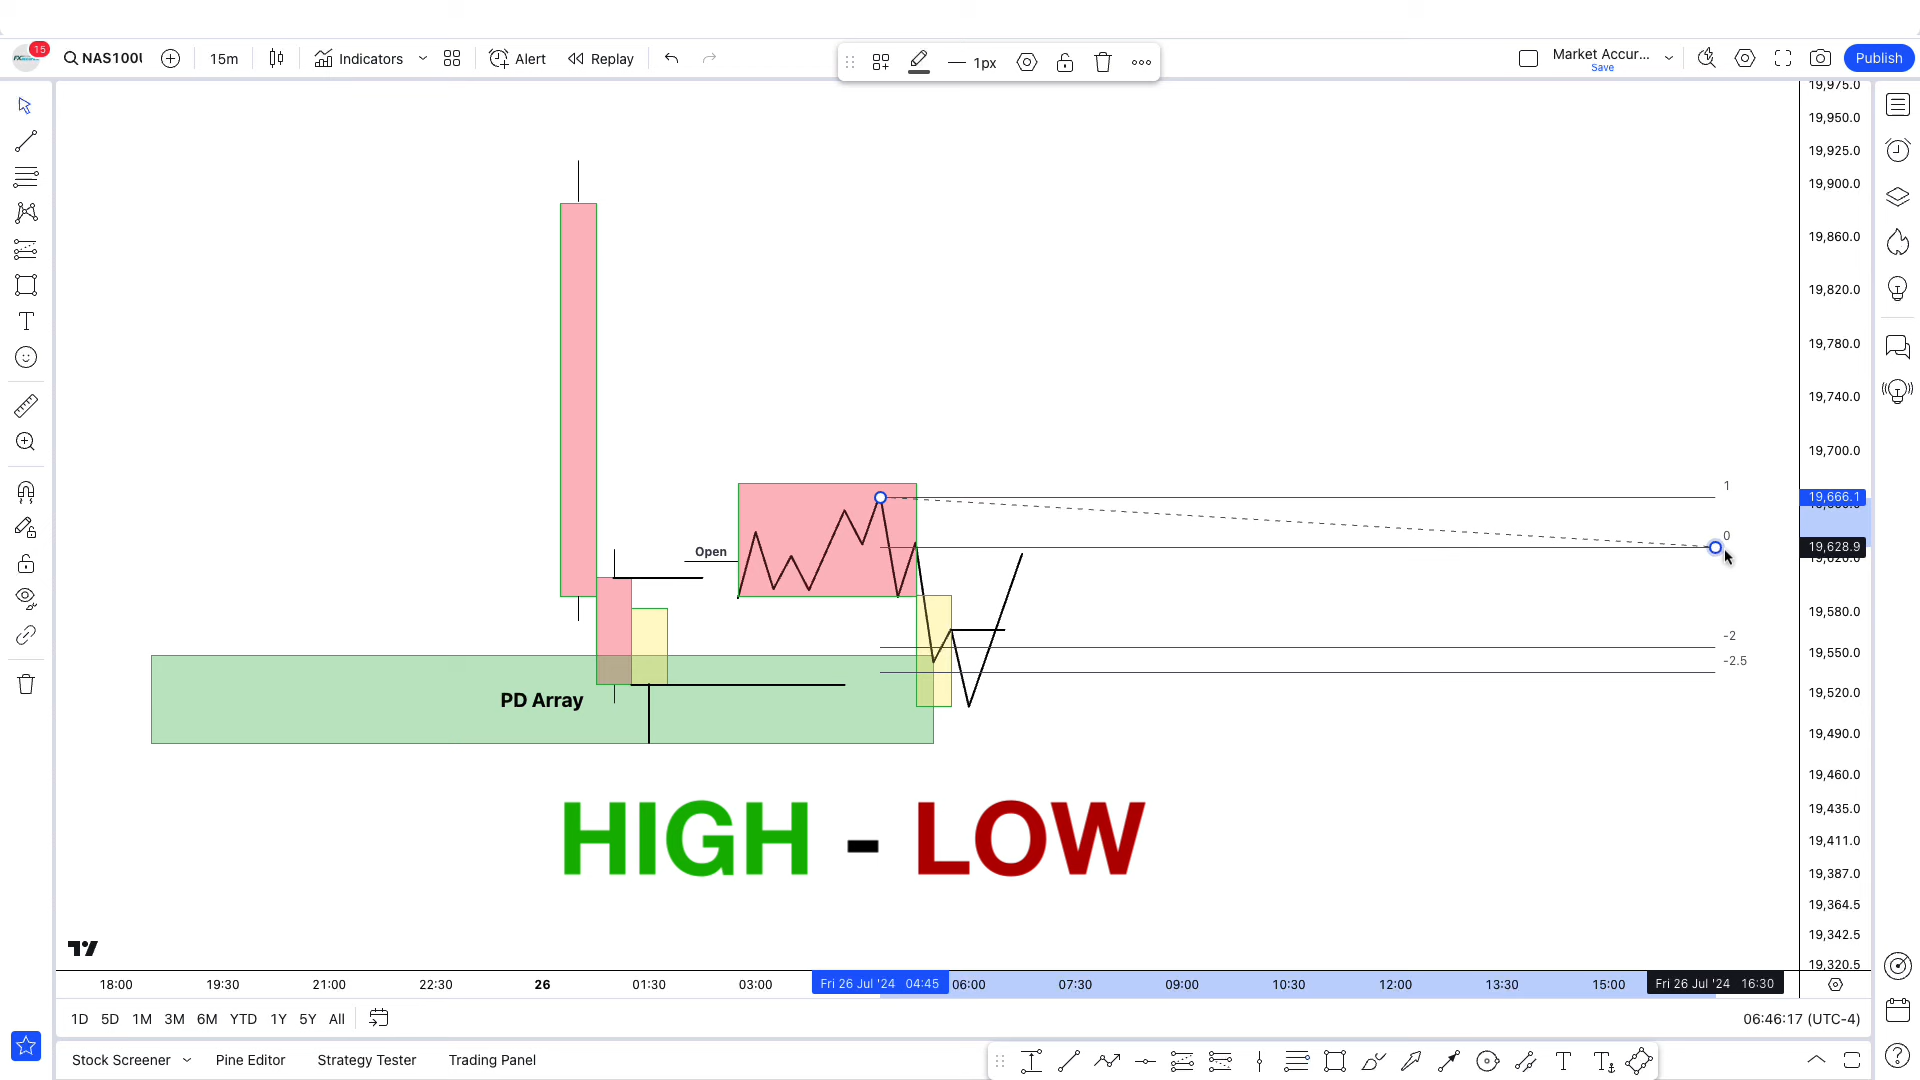 15
NAS100U
15m
Indicators
Alert
Replay
1px
Market Accur...
Save
Publish
19,975.0
19,950.0
19,925.0
19,900.0
19,860.0
19,820.0
19,780.0
19,740.0
19,700.0
1
19,666.1
Open
0
19,628.9
19,580.0
-2
19,550.0
-2.5
PD Array
19,520.0
19,490.0
19,460.0
HIGH - LOW
19,435.0
19,411.0
19,387.0
19,364.5
19,342.5
19,320.5
18:00 19:30 21:00 22:30 26 01:30 03:00 Fri 26 Jul '24 04:45 06:00 07:30 09:00 10:30 12:00 13:30 15:00 Fri 26 Jul '24 16:30
1D 5D 1M 3M 6M YTD 1Y 5Y All
06:46:17 (UTC-4)
Stock Screener Pine Editor Strategy Tester Trading Panel